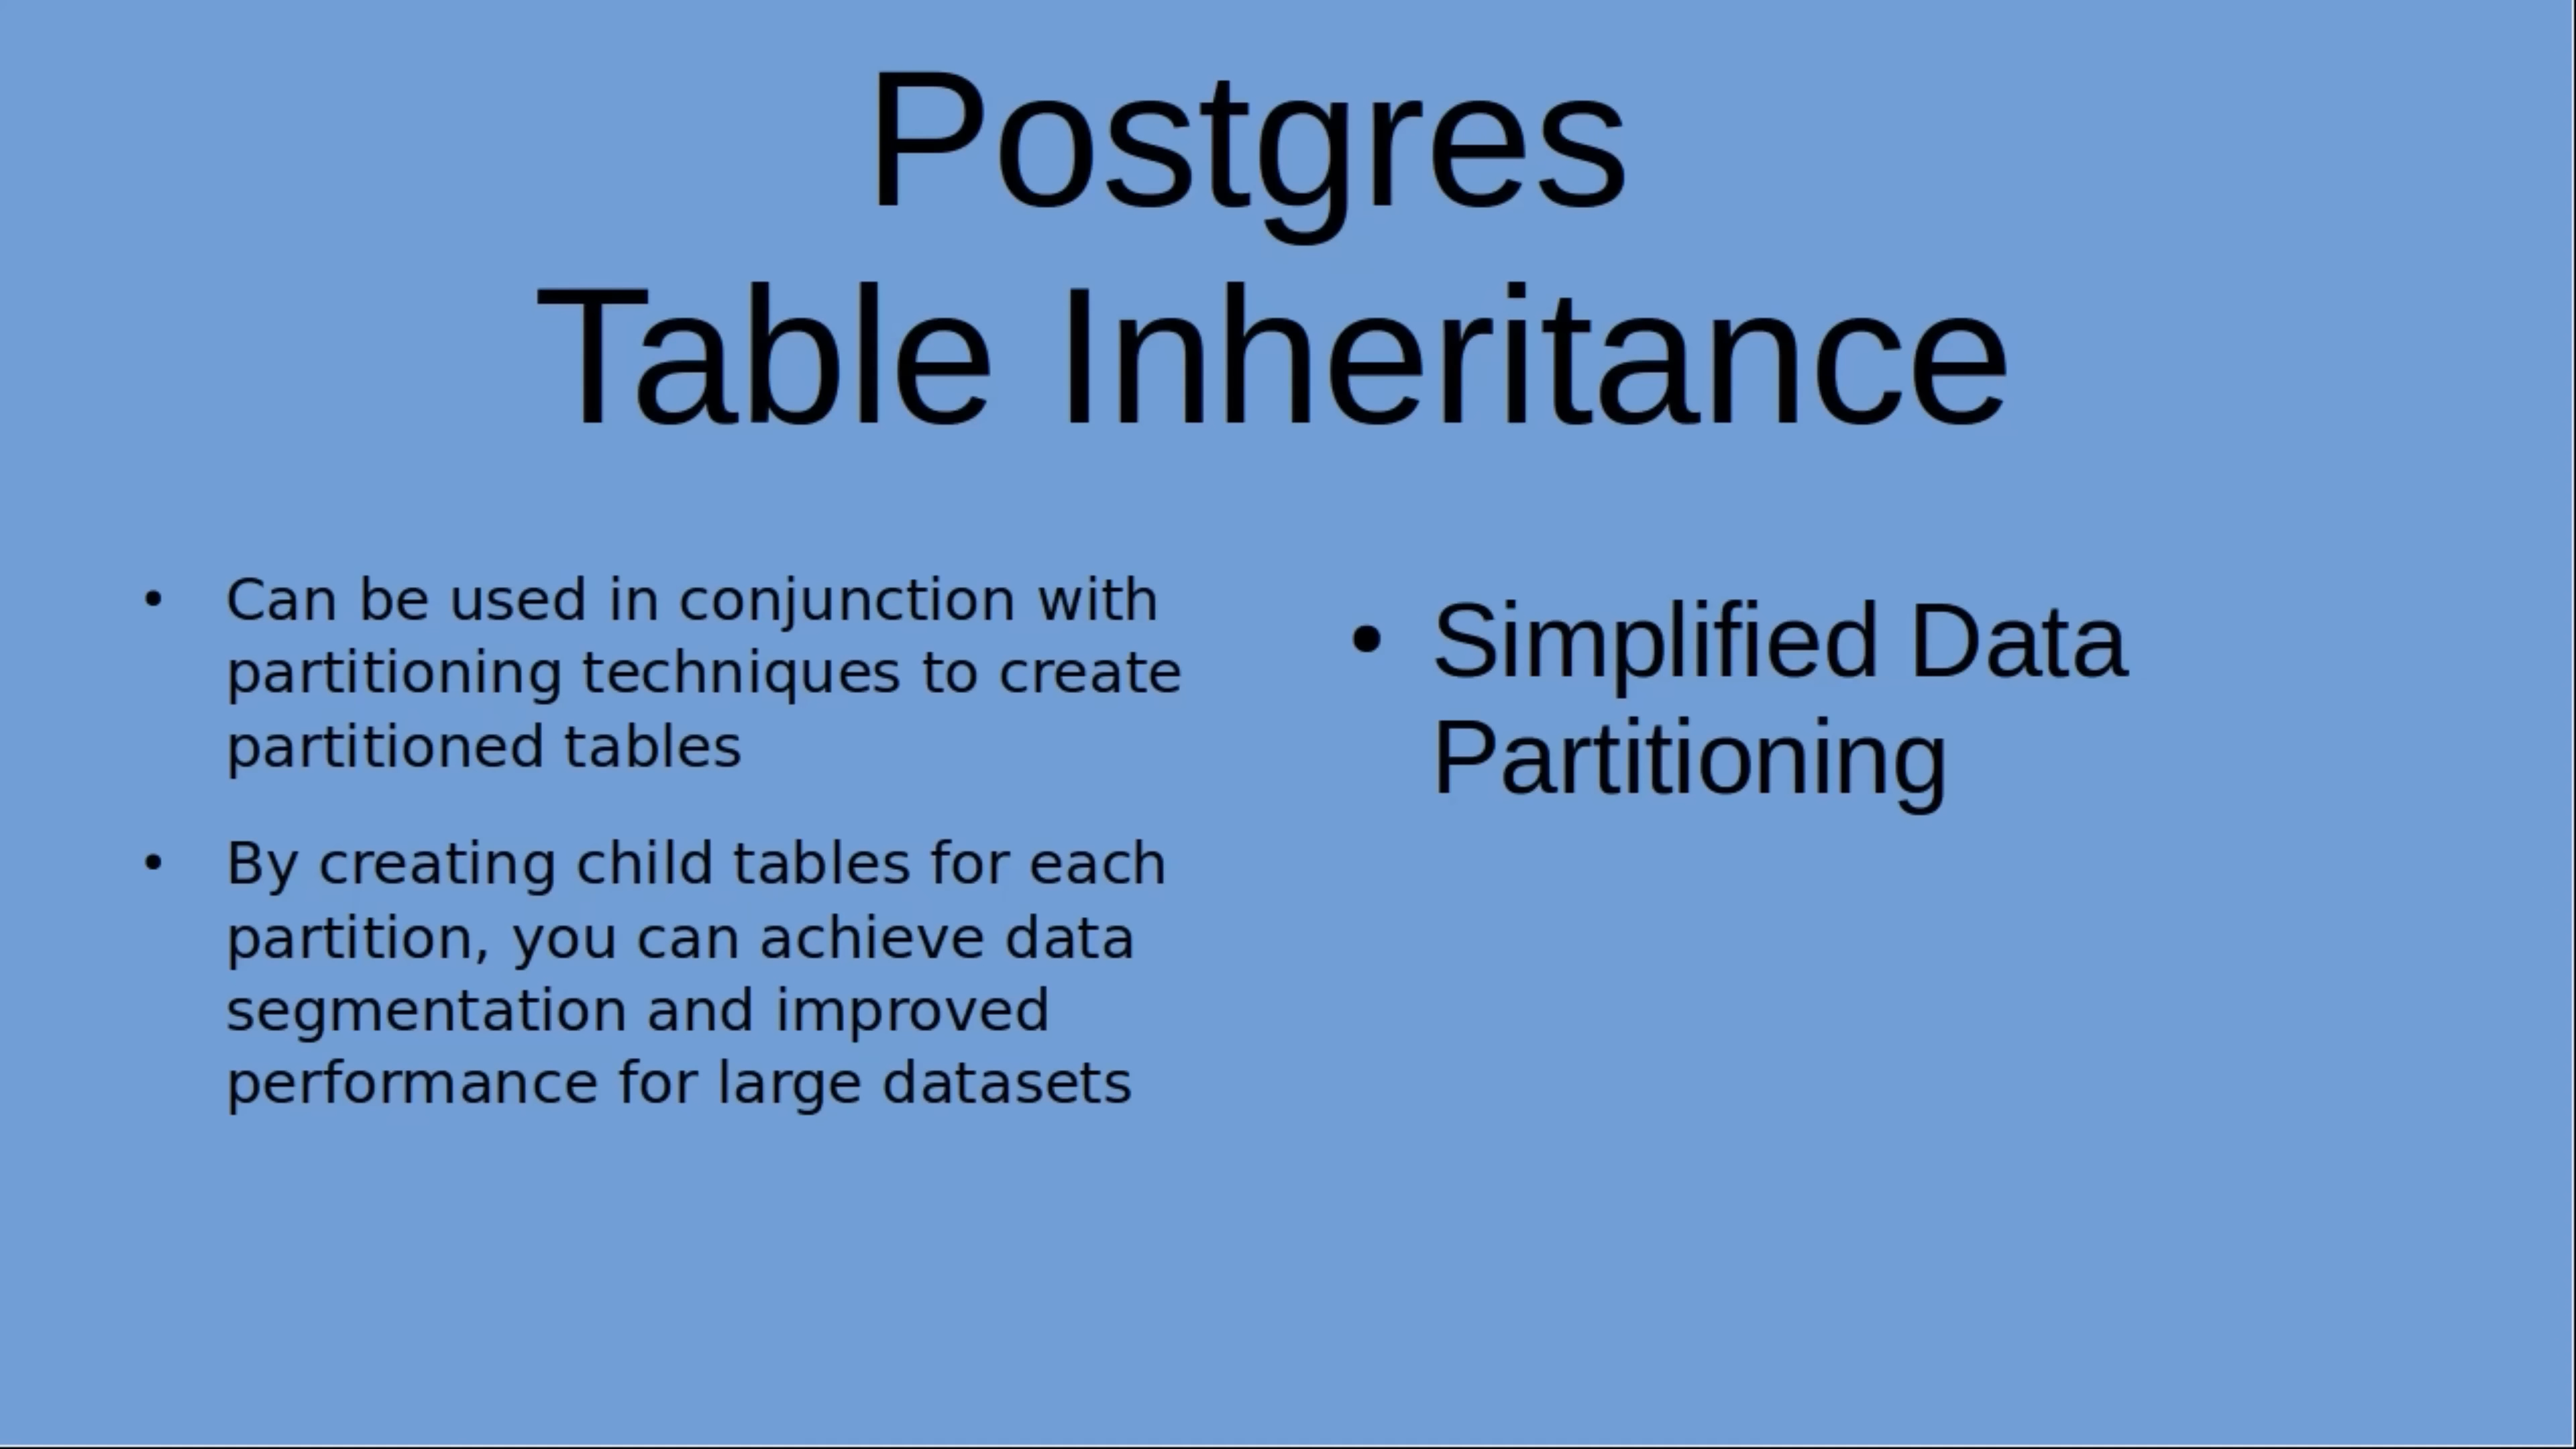 Postgres
Table Inheritance
• Can be used in conjunction with
partitioning techniques to create
partitioned tables
• By creating child tables for each
partition, you can achieve data
segmentation and improved
performance for large datasets
• Simplified Data
Partitioning